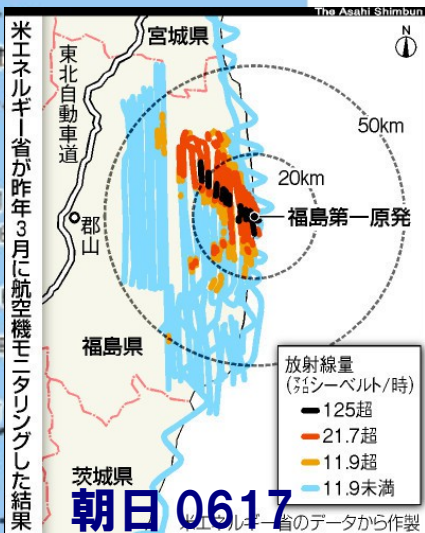 The Asahi Shimbun
米エネルギー省が昨年3月に航空機モニタリングした結果
宮城県
東北自動車道
N
50km
20km
福島第一原発
郡山
福島県
放射線量
(マイクロシーベルト/時)
125超
21.7超
11.9超
11.9未満
茨城県
朝日 0617
米エネルギー省のデータから作製